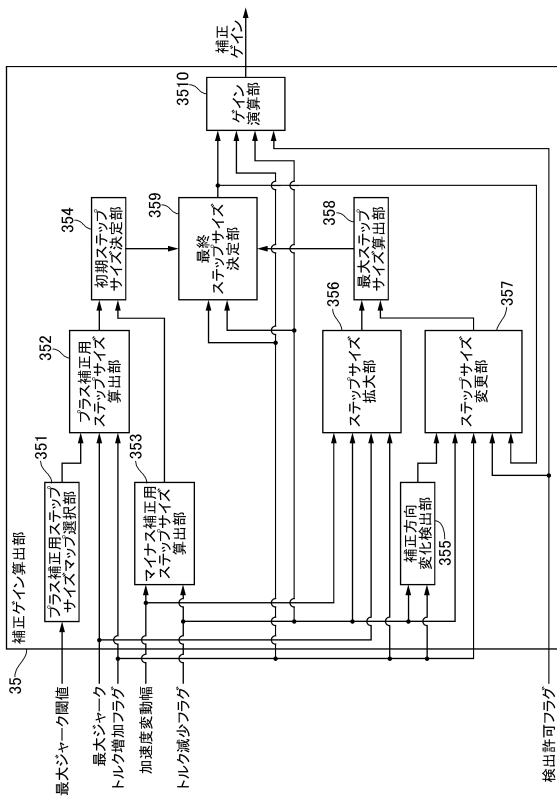 35
補正ゲイン算出部
最大ジャーク閾値
最大ジャーク
トルク増加フラグ
加速度変動幅
トルク減少フラグ
検出許可フラグ
351
プラス補正用ステップ
サイズマップ選択部
352
プラス補正用
ステップサイズ
算出部
353
マイナス補正用
ステップサイズ
算出部
354
初期ステップ
サイズ決定部
355
補正方向
変化検出部
356
ステップサイズ
拡大部
357
ステップサイズ
変更部
358
最大ステップ
サイズ算出部
359
最終
ステップサイズ
決定部
3510
ゲイン
演算部
補正
ゲイン